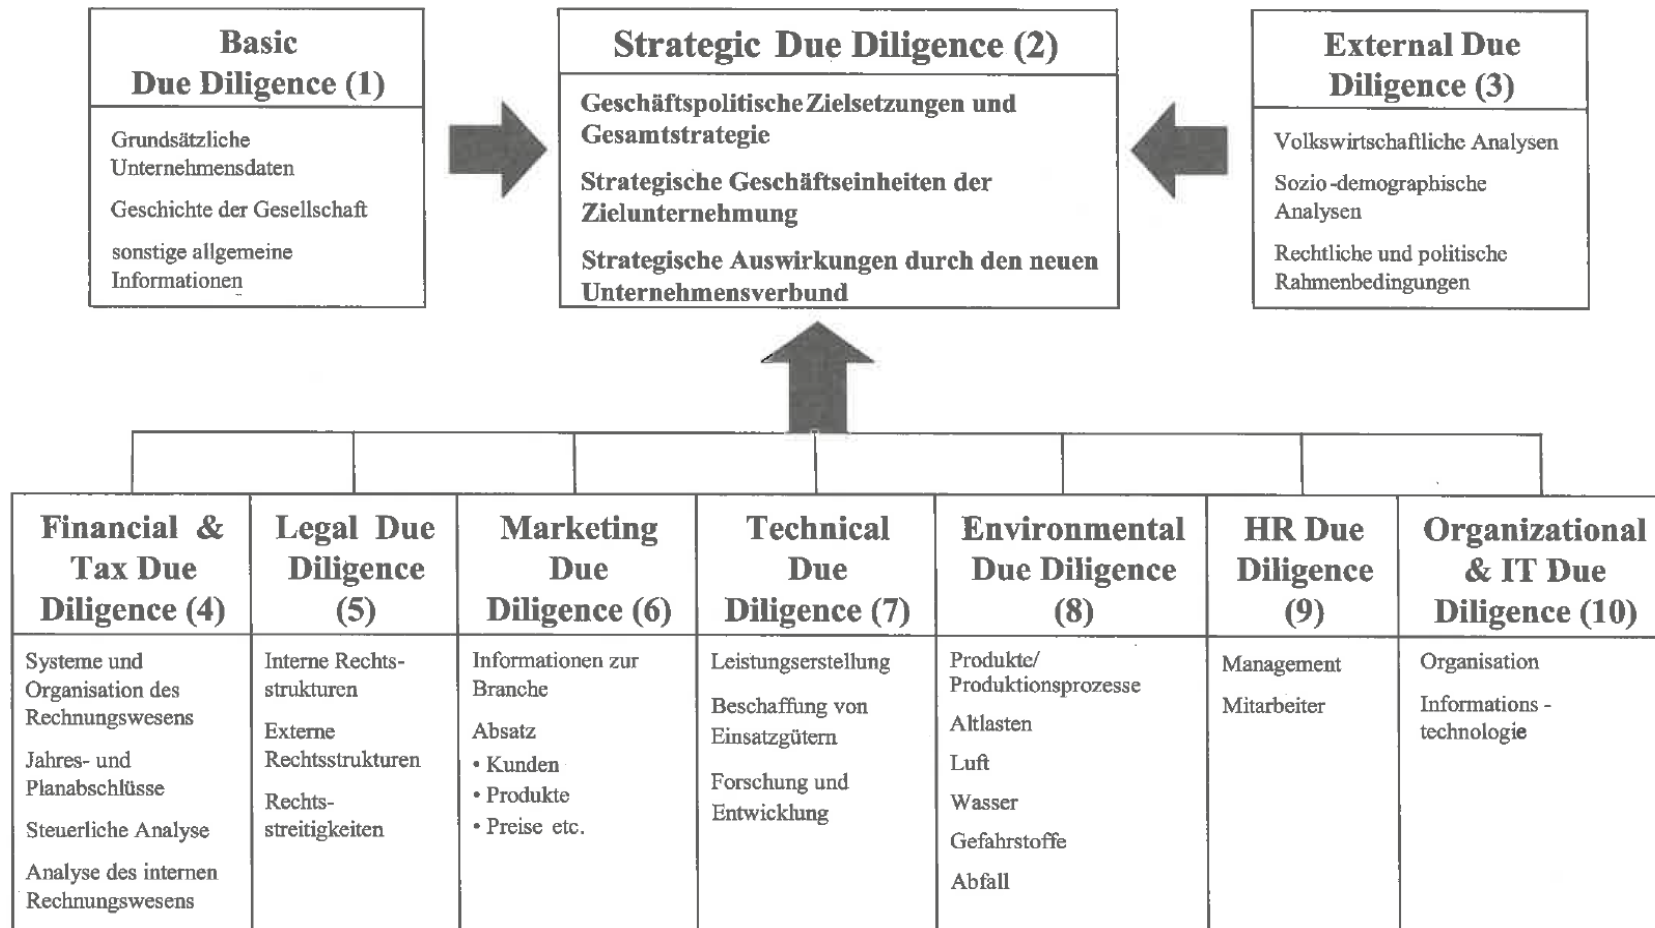 Basic
Due Diligence (1)
Grundsätzliche
Unternehmensdaten
Geschichte der Gesellschaft
sonstige allgemeine
Informationen
Strategic Due Diligence (2)
Geschäftspolitische Zielsetzungen und
Gesamtstrategie
Strategische Geschäftseinheiten der
Zielunternehmung
Strategische Auswirkungen durch den neuen
Unternehmensverbund
External Due
Diligence (3)
Volkswirtschaftliche Analysen
Sozio-demographische
Analysen
Rechtliche und politische
Rahmenbedingungen
Financial &
Tax Due
Diligence (4)
Systeme und
Organisation des
Rechnungswesens
Jahres- und
Planabschlüsse
Steuerliche Analyse
Analyse des internen
Rechnungswesens
Legal Due
Diligence
(5)
Interne Rechts-
strukturen
Externe
Rechtsstrukturen
Rechts-
streitigkeiten
Marketing
Due
Diligence (6)
Informationen zur
Branche
Absatz
• Kunden
• Produkte
• Preise etc.
Technical
Due
Diligence (7)
Leistungserstellung
Beschaffung von
Einsatzgütern
Forschung und
Entwicklung
Environmental
Due Diligence
(8)
Produkte/
Produktionsprozesse
Altlasten
Luft
Wasser
Gefahrstoffe
Abfall
HR Due
Diligence
(9)
Management
Mitarbeiter
Organizational
& IT Due
Diligence (10)
Organisation
Informations-
technologie